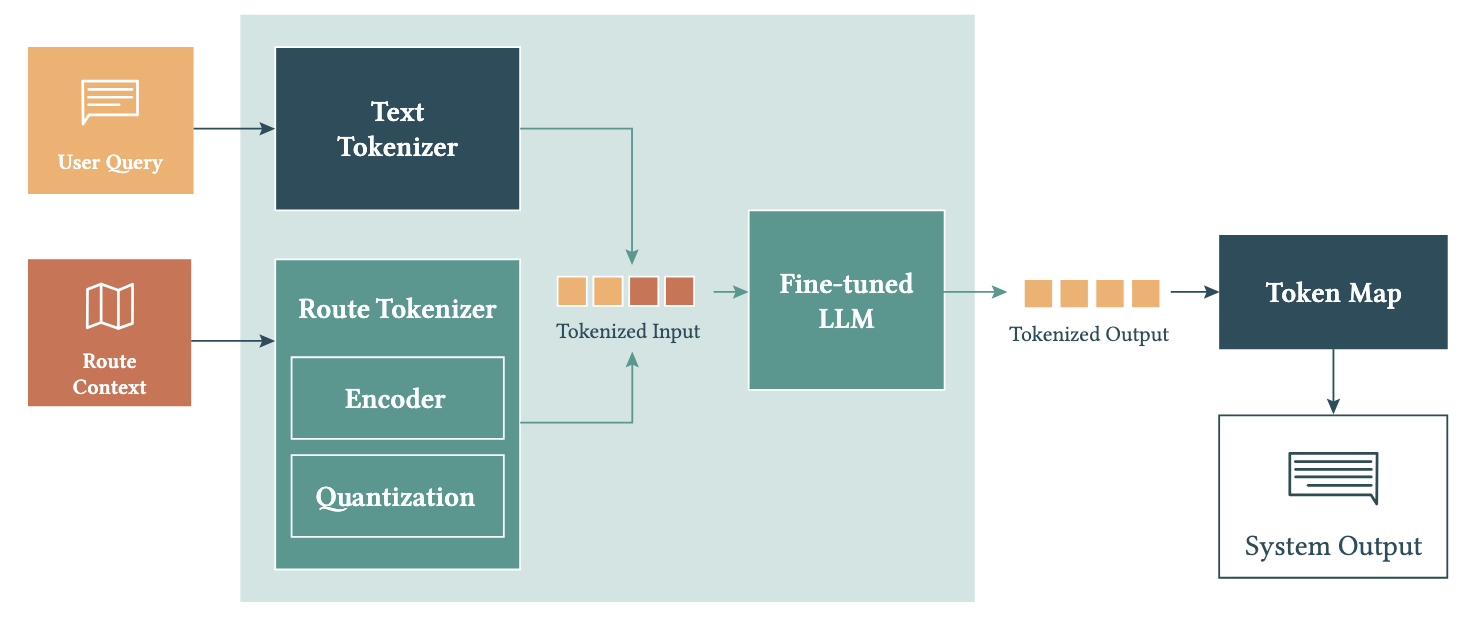 User Query
Text
Tokenizer
Route
Context
Route Tokenizer
Encoder
Quantization
Tokenized Input
Fine-tuned
LLM
Tokenized Output
Token Map
System Output